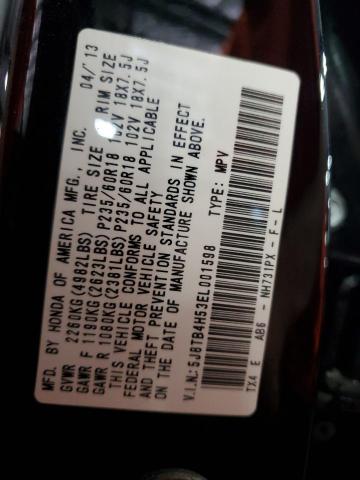 MFD. BY HONDA OF AMERICA MFG., INC. 04/13
GVWR 2260KG(4982LBS) TIRE SIZE RIM SIZE
GAWR F 1190KG(2623LBS) P235/60R18 102V 18X7.5J
GAWR R 1080KG(2381LBS) P235/60R18 102V 18X7.5J
THIS VEHICLE CONFORMS TO ALL APPLICABLE
FEDERAL MOTOR VEHICLE SAFETY
AND THEFT PREVENTION STANDARDS IN EFFECT
ON THE DATE OF MANUFACTURE SHOWN ABOVE.
V.I.N.: 5J8TB4H53EL001598 TYPE: MPV
TX4 E AB6 - NH731PX - F - L